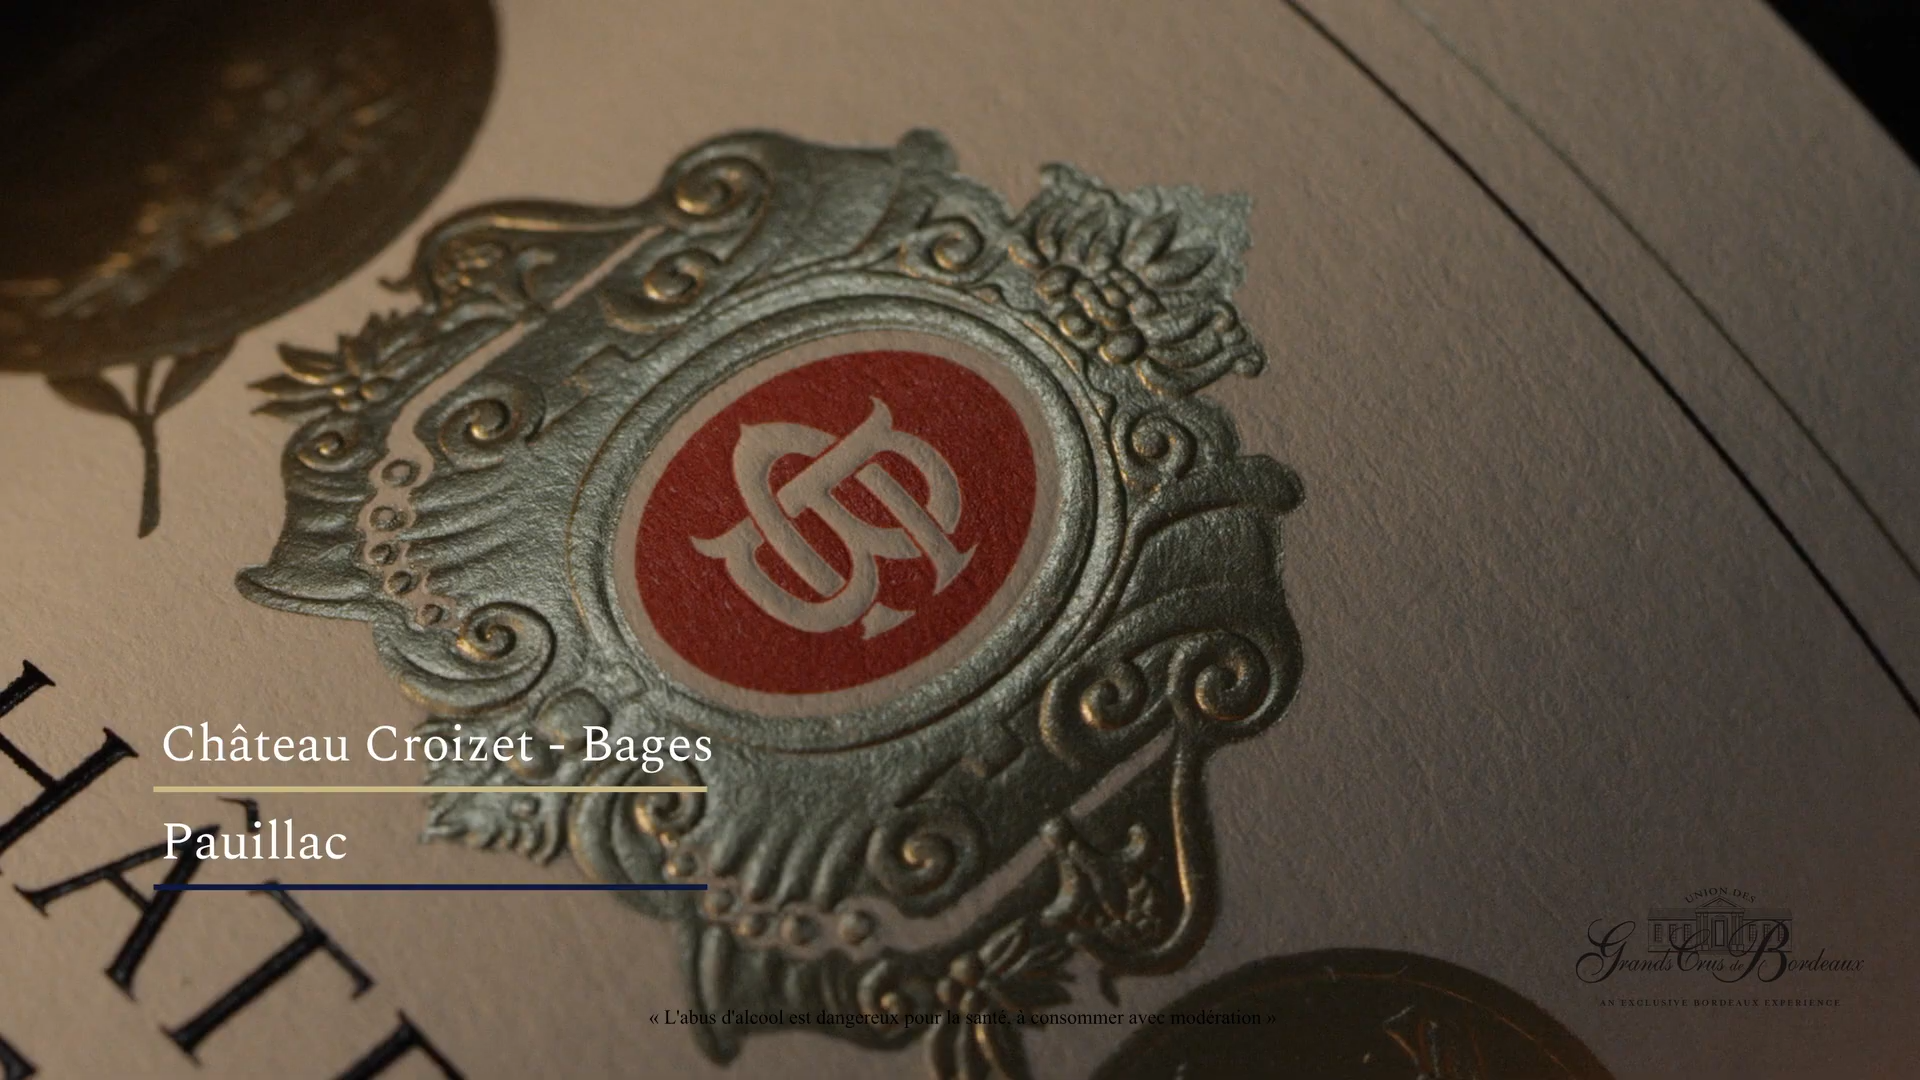 Château Croizet - Bages
Pauillac
HÂTE
UNION DES
Grands Crus de Bordeaux
AN EXCLUSIVE BORDEAUX EXPERIENCE
« L'abus d'alcool est dangereux pour la santé, à consommer avec modération »